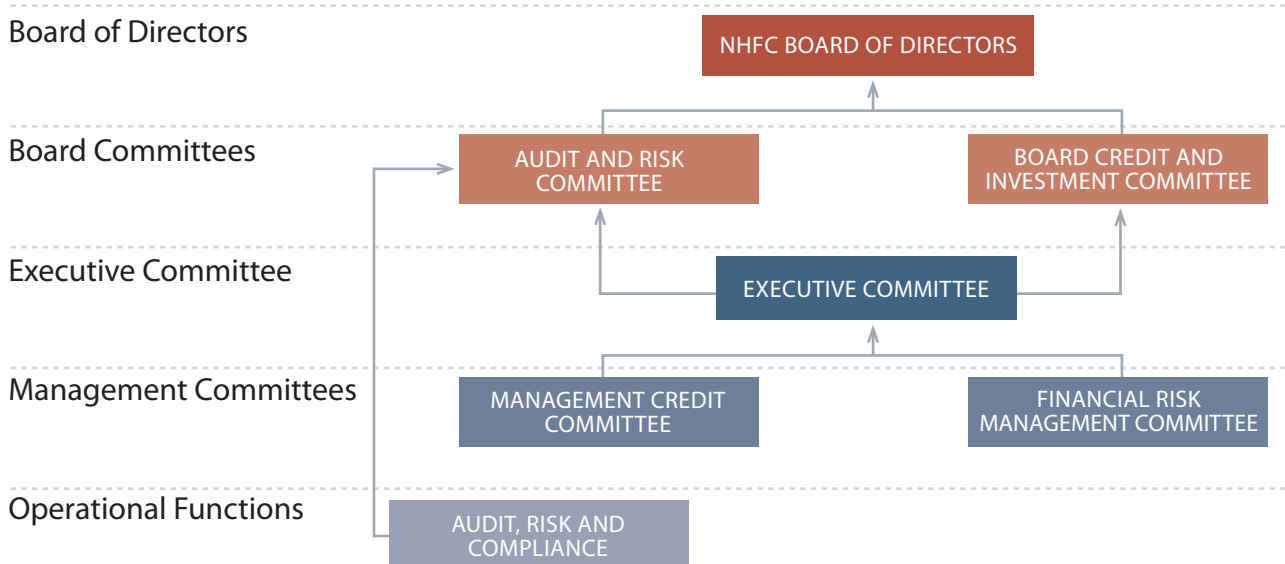 Board of Directors
NHFC BOARD OF DIRECTORS
Board Committees
AUDIT AND RISK
COMMITTEE
BOARD CREDIT AND
INVESTMENT COMMITTEE
Executive Committee
EXECUTIVE COMMITTEE
Management Committees
MANAGEMENT CREDIT
COMMITTEE
FINANCIAL RISK
MANAGEMENT COMMITTEE
Operational Functions
AUDIT, RISK AND
COMPLIANCE